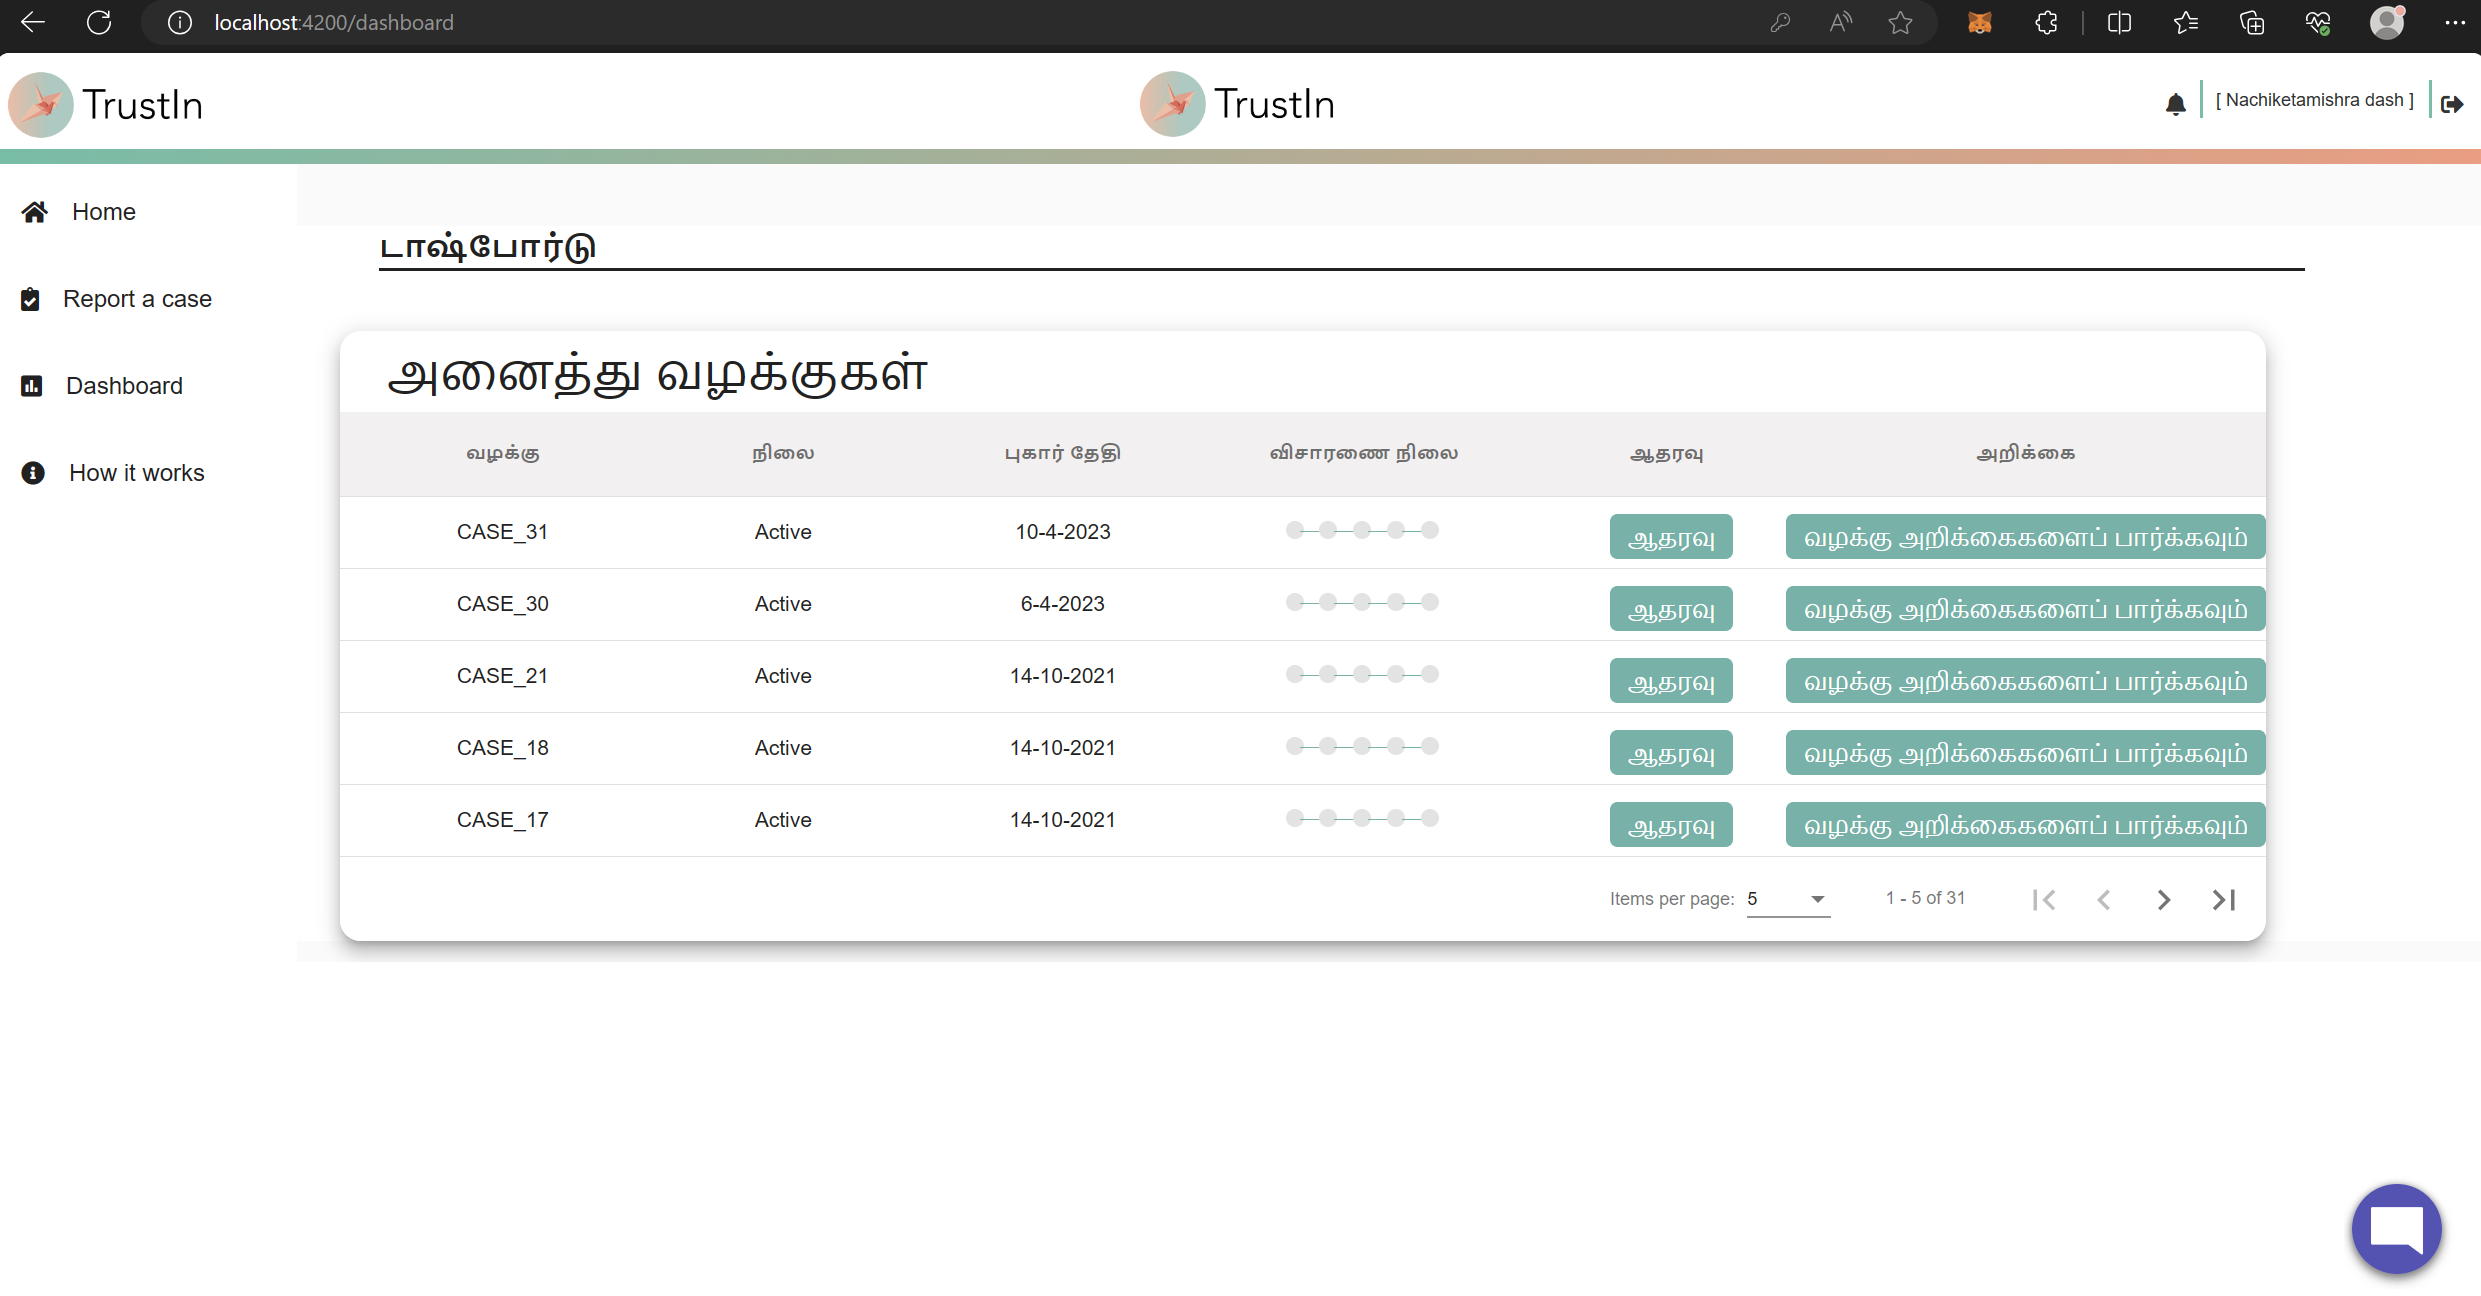 localhost:4200/dashboard
TrustIn
TrustIn
[ Nachiketamishra dash ]
Home
Report a case
Dashboard
How it works
டாஷ்போர்டு
அனைத்து வழக்குகள்
வழக்கு நிலை புகார் தேதி விசாரணை நிலை ஆதரவு அறிக்கை
CASE_31 Active 10-4-2023 ஆதரவு வழக்கு அறிக்கைகளைப் பார்க்கவும்
CASE_30 Active 6-4-2023 ஆதரவு வழக்கு அறிக்கைகளைப் பார்க்கவும்
CASE_21 Active 14-10-2021 ஆதரவு வழக்கு அறிக்கைகளைப் பார்க்கவும்
CASE_18 Active 14-10-2021 ஆதரவு வழக்கு அறிக்கைகளைப் பார்க்கவும்
CASE_17 Active 14-10-2021 ஆதரவு வழக்கு அறிக்கைகளைப் பார்க்கவும்
Items per page: 5 1 - 5 of 31